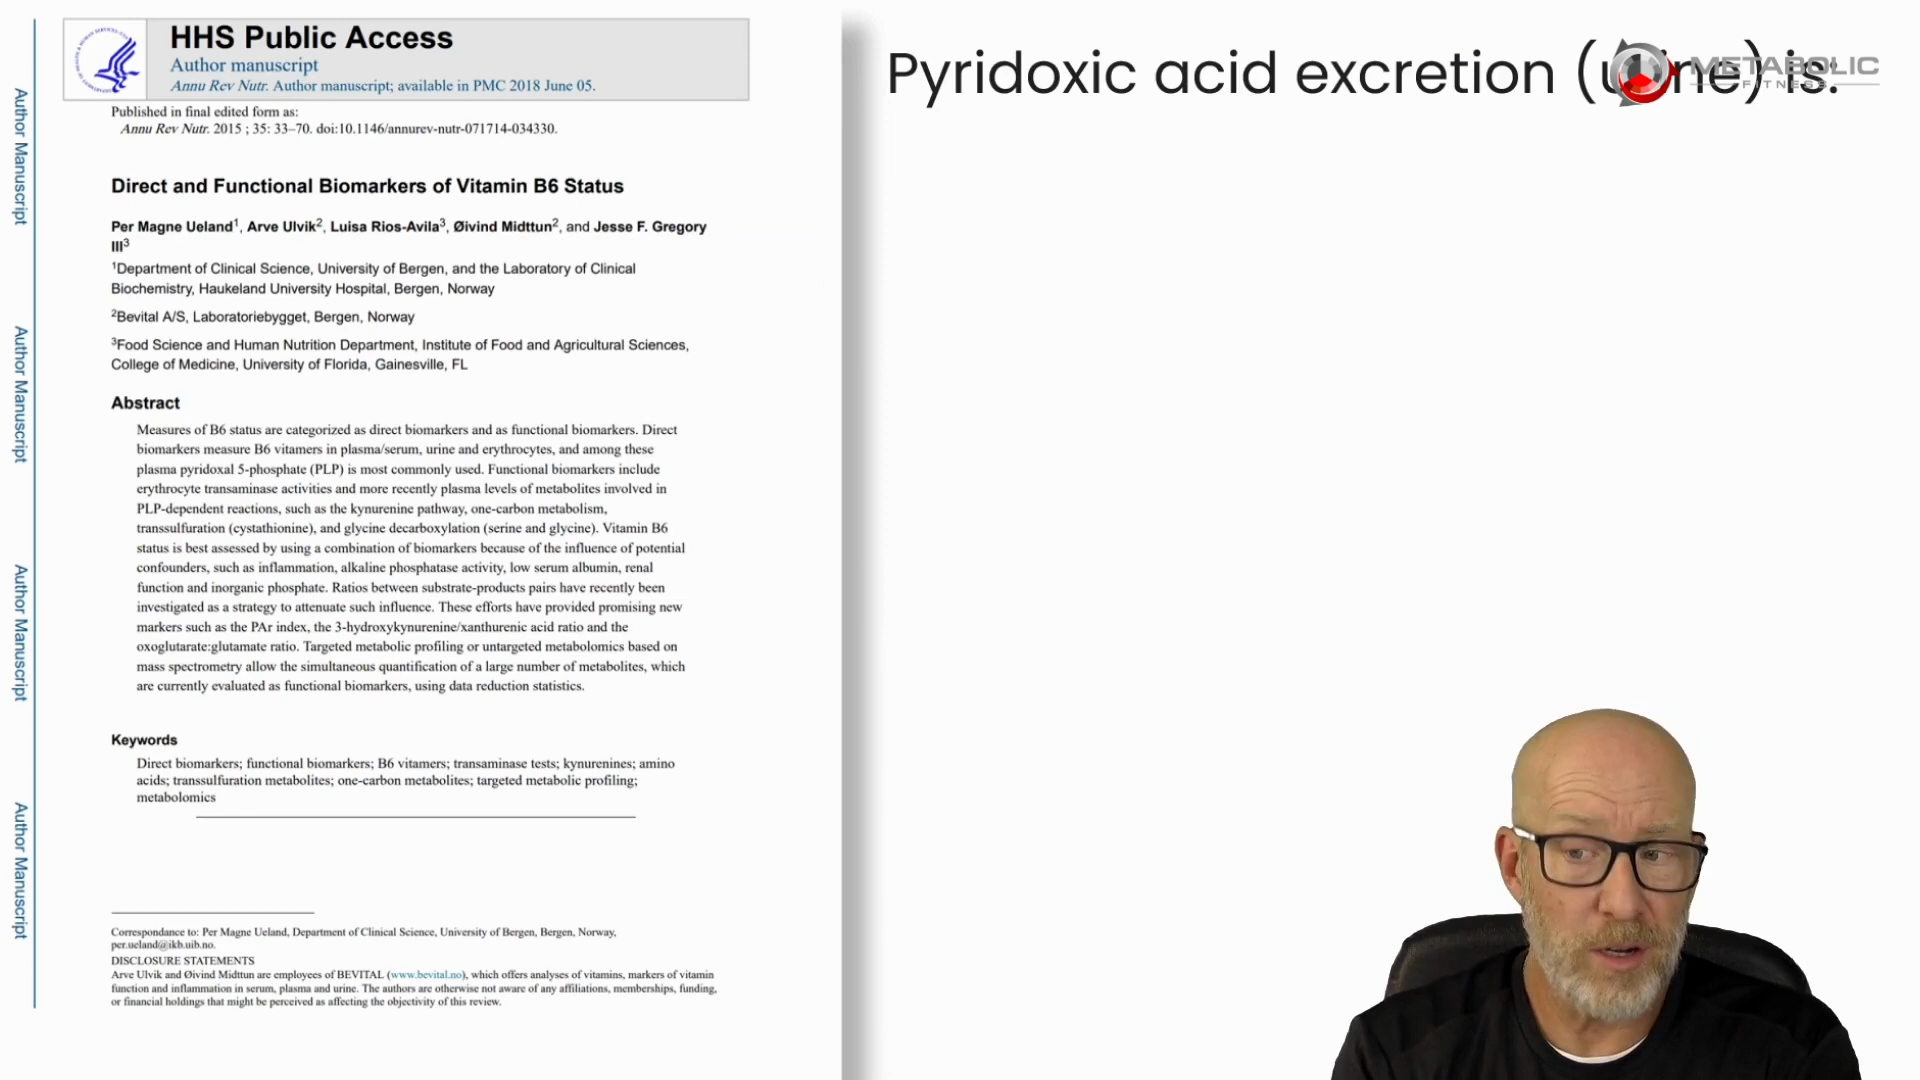 HHS Public Access
Author manuscript
Annu Rev Nutr. Author manuscript; available in PMC 2018 June 05.
Published in final edited form as:
Annu Rev Nutr. 2015 ; 35: 33–70. doi:10.1146/annurev-nutr-071714-034330.
Direct and Functional Biomarkers of Vitamin B6 Status
Per Magne Ueland1, Arve Ulvik2, Luisa Rios-Avila3, Øivind Midttun2, and Jesse F. Gregory
III3
1Department of Clinical Science, University of Bergen, and the Laboratory of Clinical
Biochemistry, Haukeland University Hospital, Bergen, Norway
2Bevital A/S, Laboratoriebygget, Bergen, Norway
3Food Science and Human Nutrition Department, Institute of Food and Agricultural Sciences,
College of Medicine, University of Florida, Gainesville, FL
Abstract
Measures of B6 status are categorized as direct biomarkers and as functional biomarkers. Direct
biomarkers measure B6 vitamers in plasma/serum, urine and erythrocytes, and among these
plasma pyridoxal 5-phosphate (PLP) is most commonly used. Functional biomarkers include
erythrocyte transaminase activities and more recently plasma levels of metabolites involved in
PLP-dependent reactions, such as the kynurenine pathway, one-carbon metabolism,
transsulfuration (cystathionine), and glycine decarboxylation (serine and glycine). Vitamin B6
status is best assessed by using a combination of biomarkers because of the influence of potential
confounders, such as inflammation, alkaline phosphatase activity, low serum albumin, renal
function and inorganic phosphate. Ratios between substrate-products pairs have recently been
investigated as a strategy to attenuate such influence. These efforts have provided promising new
markers such as the PAr index, the 3-hydroxykynurenine/xanthurenic acid ratio and the
oxoglutarate:glutamate ratio. Targeted metabolic profiling or untargeted metabolomics based on
mass spectrometry allow the simultaneous quantification of a large number of metabolites, which
are currently evaluated as functional biomarkers, using data reduction statistics.
Keywords
Direct biomarkers; functional biomarkers; B6 vitamers; transaminase tests; kynurenines; amino
acids; transsulfuration metabolites; one-carbon metabolites; targeted metabolic profiling;
metabolomics
Correspondance to: Per Magne Ueland, Department of Clinical Science, University of Bergen, Bergen, Norway,
per.ueland@ikb.uib.no.
DISCLOSURE STATEMENTS
Arve Ulvik and Øivind Midttun are employees of BEVITAL (www.bevital.no), which offers analyses of vitamins, markers of vitamin
function and inflammation in serum, plasma and urine. The authors are otherwise not aware of any affiliations, memberships, funding,
or financial holdings that might be perceived as affecting the objectivity of this review.
Author Manuscript
Author Manuscript
Author Manuscript
Author Manuscript
Pyridoxic acid excretion (urine) is:
METABOLIC
FITNESS